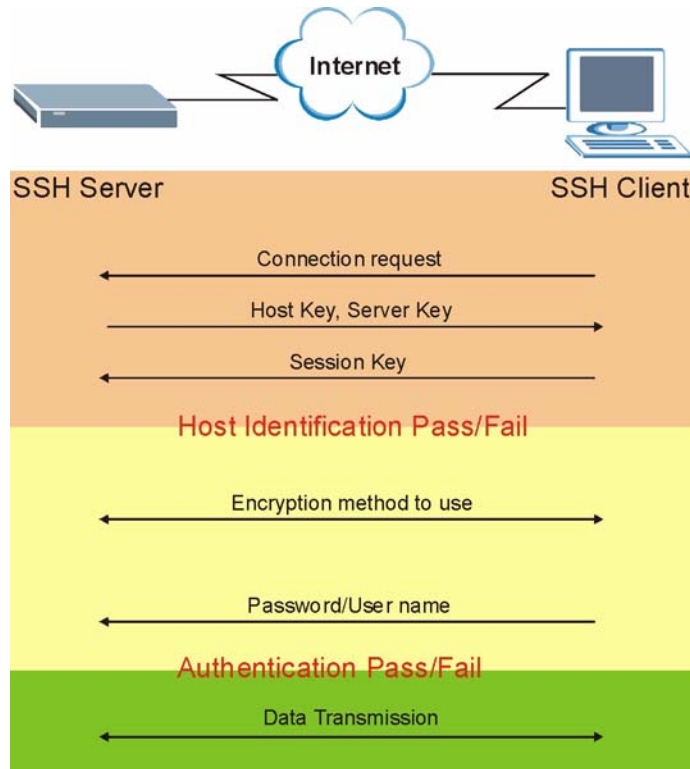 Internet
SSH Server
SSH Client
Connection request
Host Key, Server Key
Session Key
Host Identification Pass/Fail
Encryption method to use
Password/User name
Authentication Pass/Fail
Data Transmission